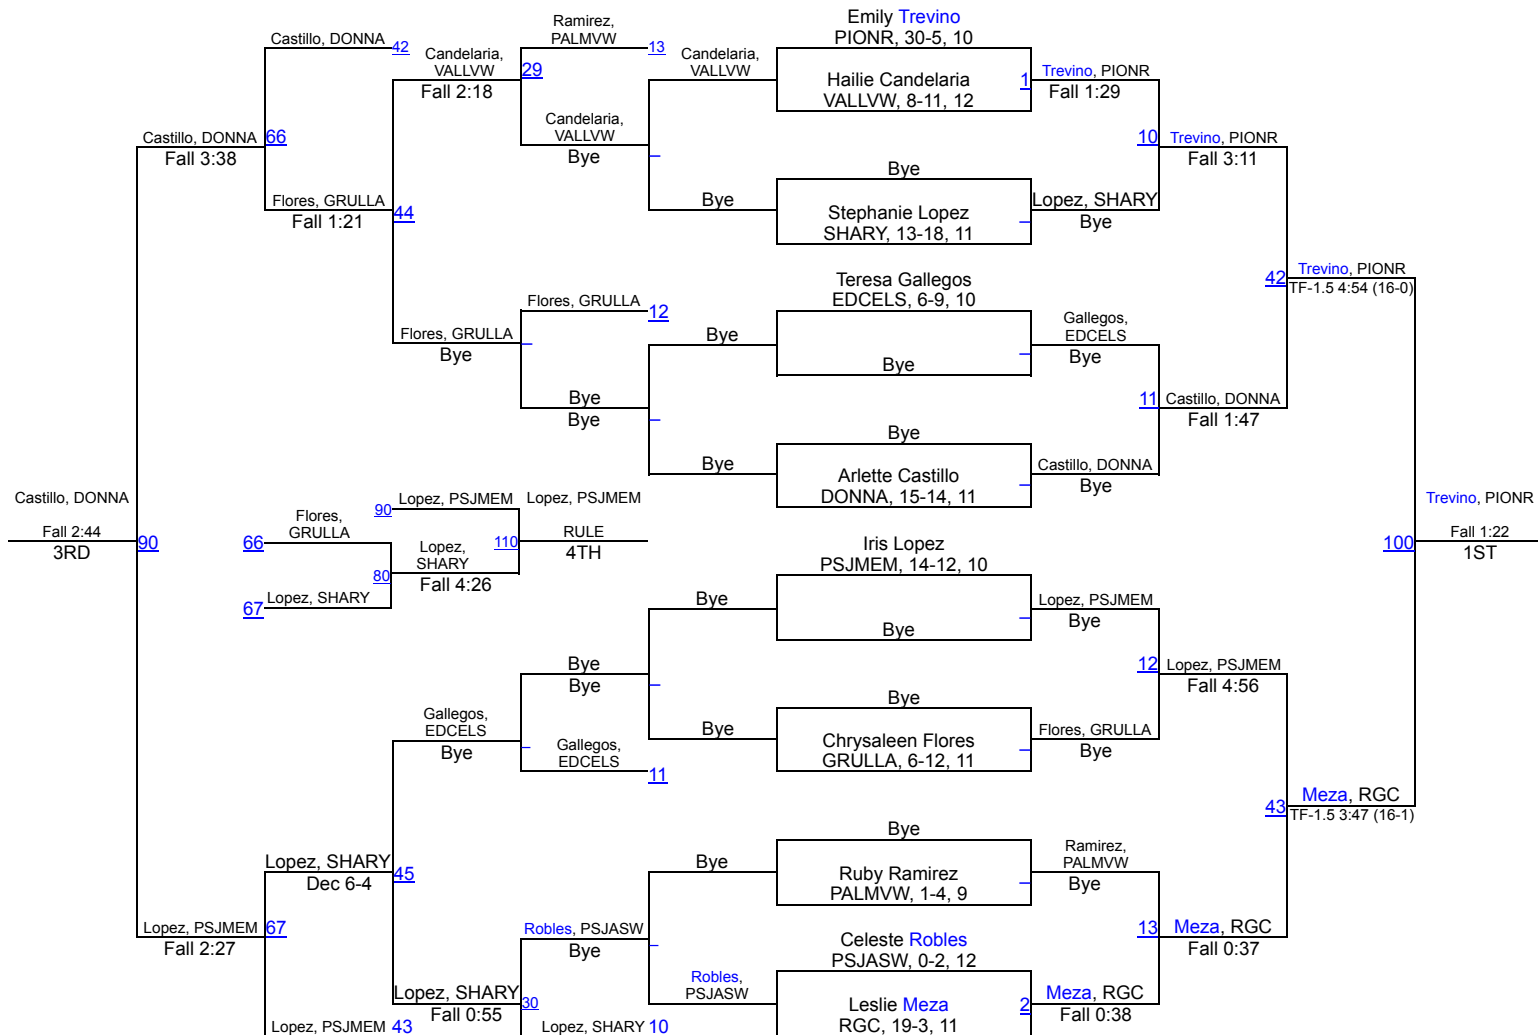 Emily Trevino
PIONR, 30-5, 10
Ramirez,
PALMVW
13
Castillo, DONNA
42
Candelaria,
VALLVW
Fall 2:18
29
Candelaria,
VALLVW
Hailie Candelaria
VALLVW, 8-11, 12
1
Trevino, PIONR
Fall 1:29
Candelaria,
VALLVW
Bye
Castillo, DONNA
66
Fall 3:38
10
Trevino, PIONR
Fall 3:11
Bye
Flores, GRULLA
Fall 1:21
44
Bye
Stephanie Lopez
SHARY, 13-18, 11
Lopez, SHARY
Bye
Teresa Gallegos
EDCELS, 6-9, 10
42
Trevino, PIONR
TF-1.5 4:54 (16-0)
Flores, GRULLA
12
Flores, GRULLA
Bye
Bye
Bye
Gallegos,
EDCELS
Bye
Bye
Bye
11
Castillo, DONNA
Fall 1:47
Bye
Bye
Arlette Castillo
DONNA, 15-14, 11
Castillo, DONNA
Bye
Castillo, DONNA
Fall 2:44
3RD
90
Flores,
GRULLA
66
90
Lopez, PSJMEM
Lopez, PSJMEM
RULE
4TH
110
Lopez,
SHARY
Fall 4:26
80
67
Lopez, SHARY
Trevino, PIONR
Fall 1:22
1ST
100
Iris Lopez
PSJMEM, 14-12, 10
Bye
Bye
Lopez, PSJMEM
Bye
Bye
Bye
12
Lopez, PSJMEM
Fall 4:56
Bye
Gallegos,
EDCELS
Bye
Gallegos,
EDCELS
11
Bye
Chrysaleen Flores
GRULLA, 6-12, 11
Flores, GRULLA
Bye
43
Meza, RGC
TF-1.5 3:47 (16-1)
Bye
Lopez, SHARY
Dec 6-4
45
Bye
Ruby Ramirez
PALMVW, 1-4, 9
Ramirez,
PALMVW
Bye
Lopez, PSJMEM
67
Fall 2:27
Robles, PSJASW
Bye
Celeste Robles
PSJASW, 0-2, 12
13
Meza, RGC
Fall 0:37
Lopez, SHARY
Fall 0:55
30
Robles,
PSJASW
Leslie Meza
RGC, 19-3, 11
2
Meza, RGC
Fall 0:38
Lopez, PSJMEM
43
Lopez, SHARY
10